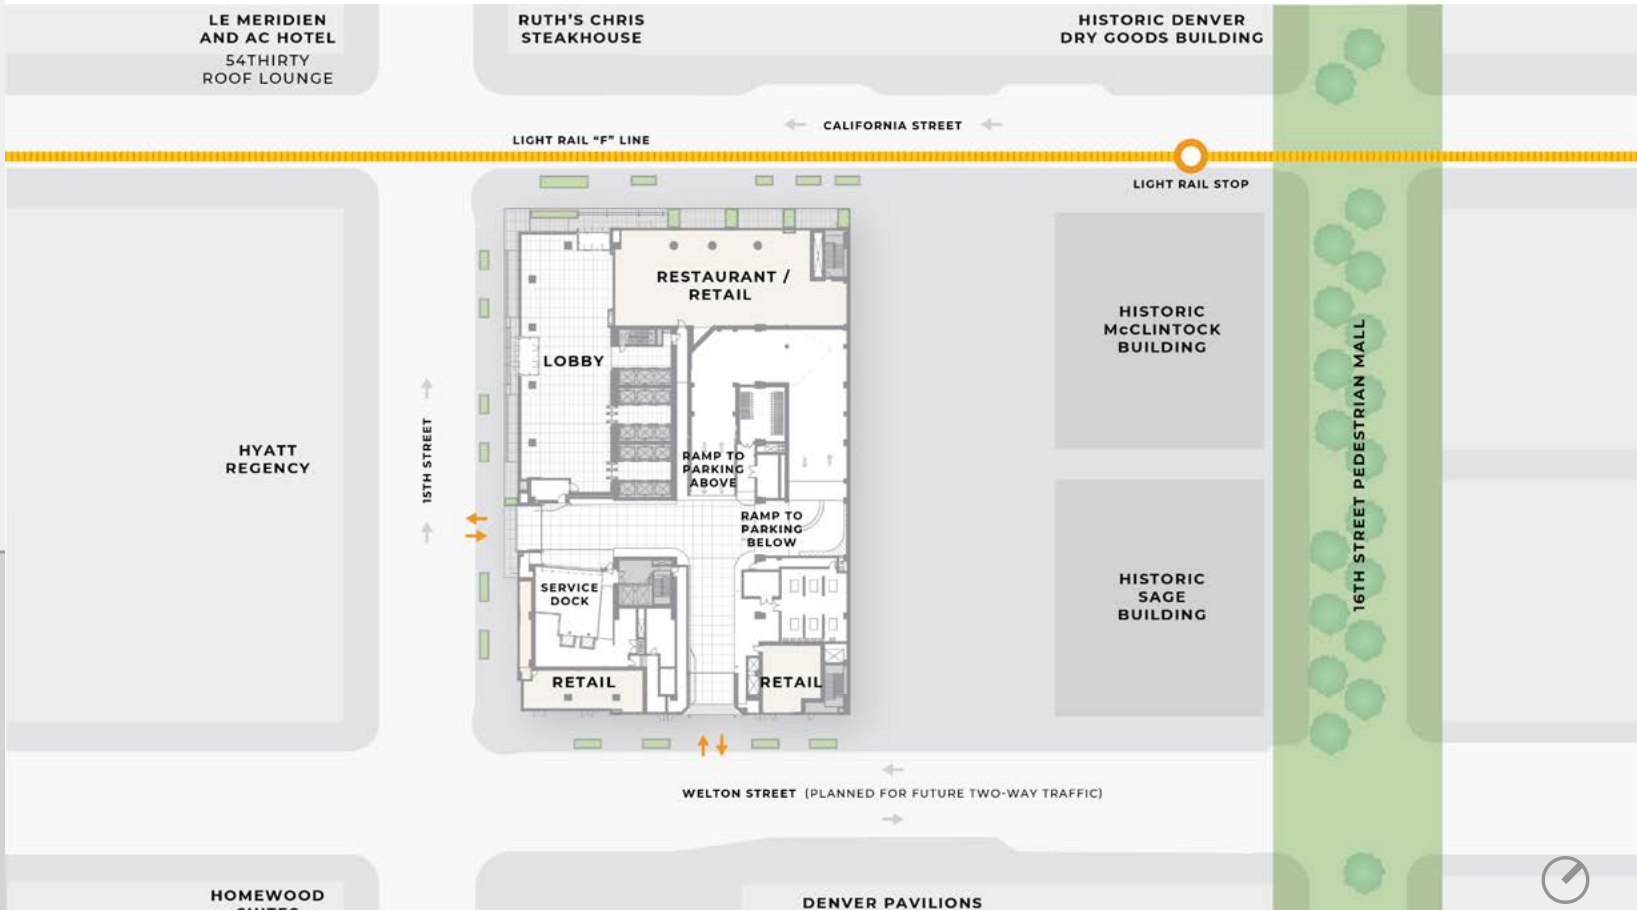 LE MERIDIEN
AND AC HOTEL
54THIRTY
ROOF LOUNGE
RUTH'S CHRIS
STEAKHOUSE
HISTORIC DENVER
DRY GOODS BUILDING
CALIFORNIA STREET
LIGHT RAIL "F" LINE
LIGHT RAIL STOP
RESTAURANT /
RETAIL
LOBBY
HISTORIC
McCLINTOCK
BUILDING
16TH STREET PEDESTRIAN MALL
15TH STREET
HYATT
REGENCY
RAMP TO
PARKING
ABOVE
RAMP TO
PARKING
BELOW
SERVICE
DOCK
HISTORIC
SAGE
BUILDING
RETAIL
RETAIL
WELTON STREET (PLANNED FOR FUTURE TWO-WAY TRAFFIC)
HOMEWOOD
SUITES
DENVER PAVILIONS